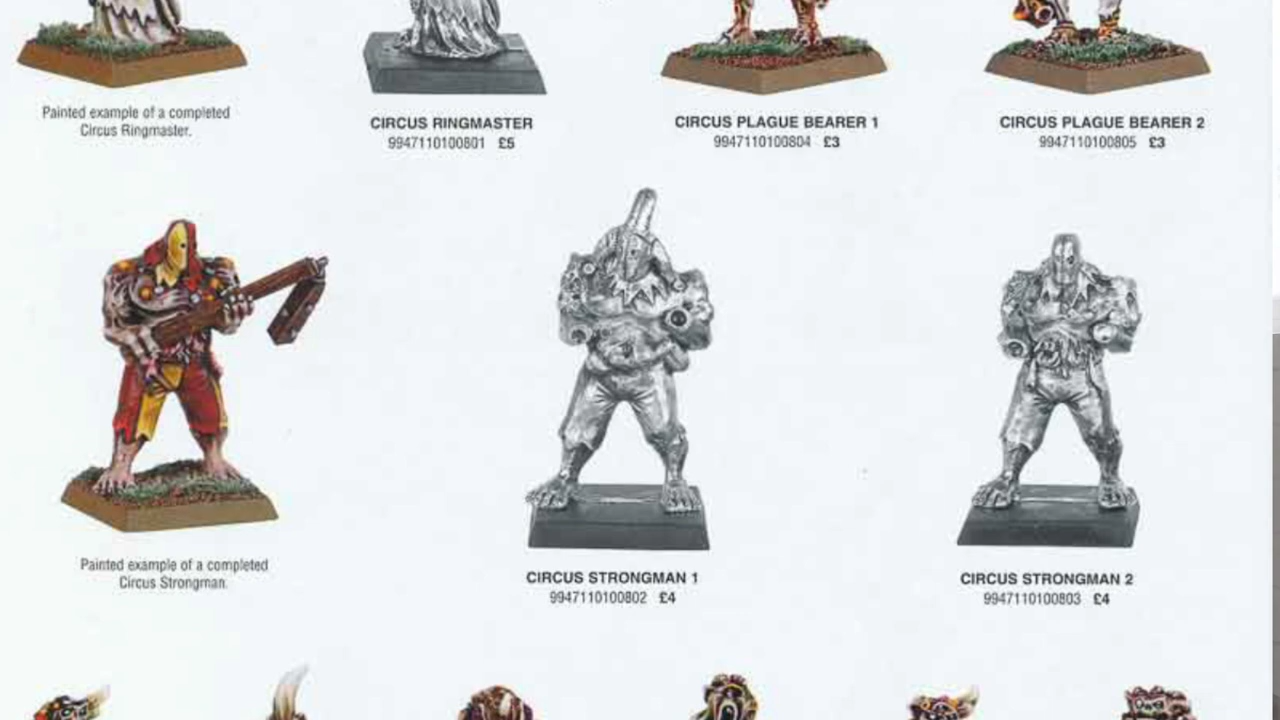 Painted example of a completed
Circus Ringmaster.
CIRCUS RINGMASTER
9947110100801 £5
CIRCUS PLAGUE BEARER 1
9947110100804 £3
CIRCUS PLAGUE BEARER 2
9947110100805 £3
Painted example of a completed
Circus Strongman.
CIRCUS STRONGMAN 1
9947110100802 £4
CIRCUS STRONGMAN 2
9947110100803 £4